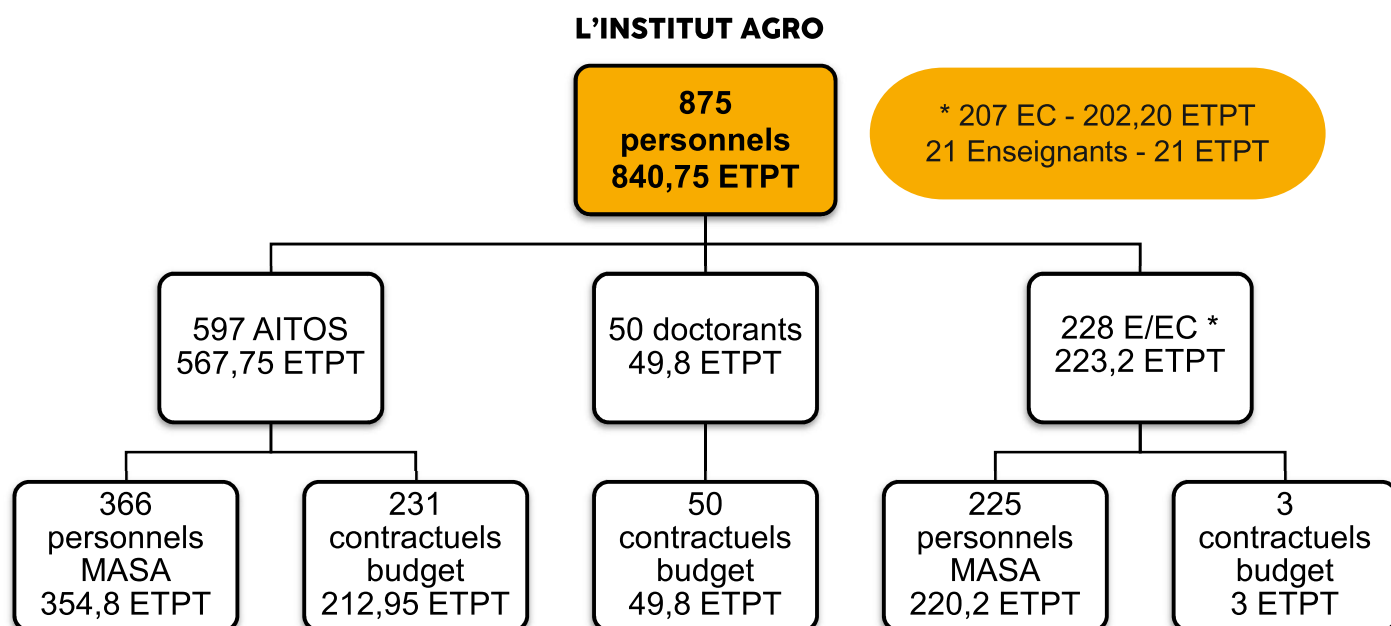 L'INSTITUT AGRO
875
personnels
840,75 ETPT
* 207 EC - 202,20 ETPT
21 Enseignants - 21 ETPT
597 AITOS
567,75 ETPT
50 doctorants
49,8 ETPT
228 E/EC *
223,2 ETPT
366
personnels
MASA
354,8 ETPT
231
contractuels
budget
212,95 ETPT
50
contractuels
budget
49,8 ETPT
225
personnels
MASA
220,2 ETPT
3
contractuels
budget
3 ETPT